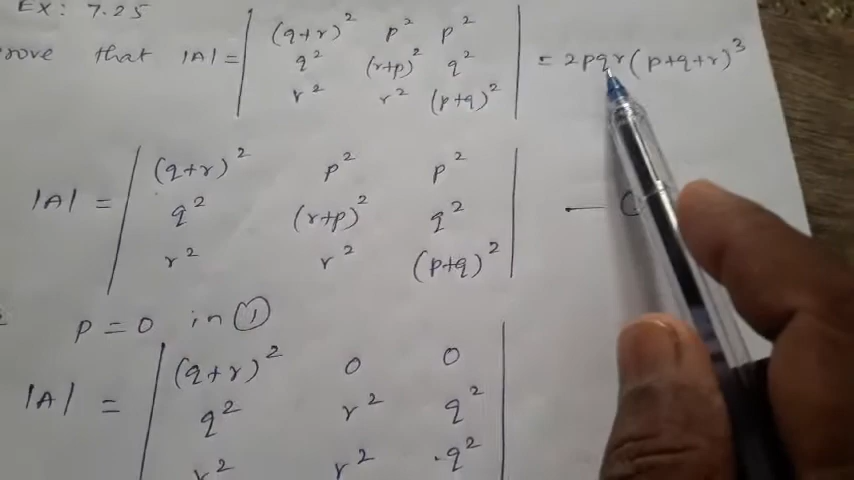 EX: 7.25
rove that |A| = | (q+r)² p² p² | = 2pqr(p+q+r)³
| q² (r+p)² q² |
| r² r² (p+q)² |
|A| = | (q+r)² p² p² |
| q² (r+p)² q² | —
| r² r² (p+q)² |
p = 0 in ①
|A| = | (q+r)² 0 0 |
| q² r² q² |
| r² r² q² |